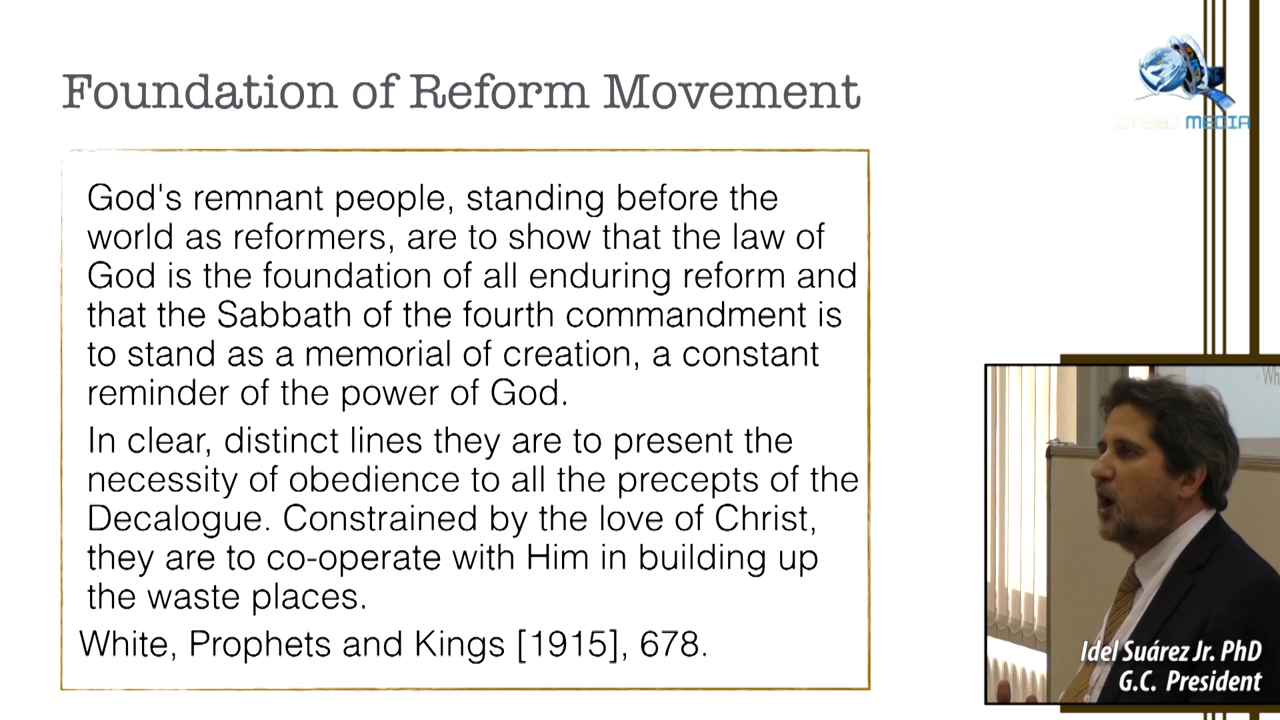 Foundation of Reform Movement
God's remnant people, standing before the
world as reformers, are to show that the law of
God is the foundation of all enduring reform and
that the Sabbath of the fourth commandment is
to stand as a memorial of creation, a constant
reminder of the power of God.
In clear, distinct lines they are to present the
necessity of obedience to all the precepts of the
Decalogue. Constrained by the love of Christ,
they are to co-operate with Him in building up
the waste places.
White, Prophets and Kings [1915], 678.
MEDIA
Wh
Idel Suárez Jr. PhD
G.C. President